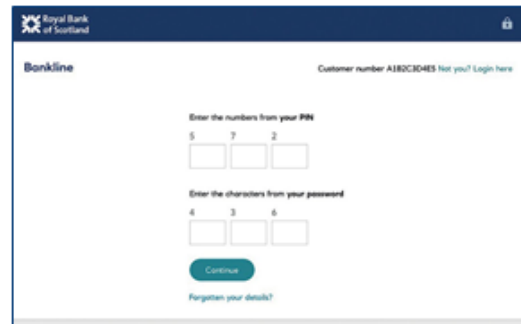 Royal Bank
of Scotland
Bankline
Customer number A1B2C3D4E5 Not you? Login here
Enter the numbers from your PIN
5 7 2
Enter the characters from your password
4 3 6
Continue
Forgotten your details?